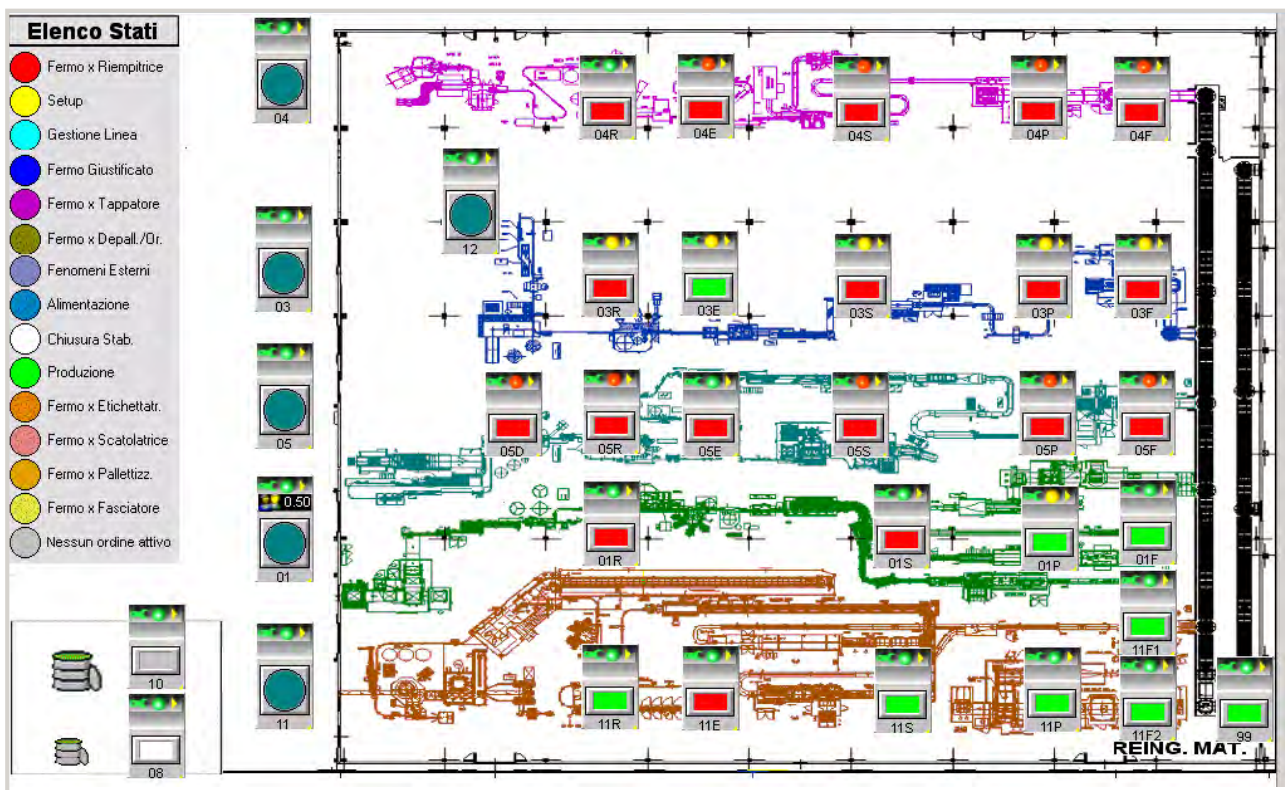 Elenco Stati
Fermo x Riempitrice
Setup
Gestione Linea
Fermo Giustificato
Fermo x Tappatore
Fermo x Depall./Or.
Fenomeni Esterni
Alimentazione
Chiusura Stab.
Produzione
Fermo x Etichettatr.
Fermo x Scatolatrice
Fermo x Pallettizz.
Fermo x Fasciatore
Nessun ordine attivo
04
04R
04E
04S
04P
04F
12
03
03R
03E
03S
03P
03F
05
05D
05R
05E
05S
05P
05F
0.50
01
01R
01S
01P
01F
11F1
10
11
11R
11E
11S
11P
11F2
99
REING. MAT.
08